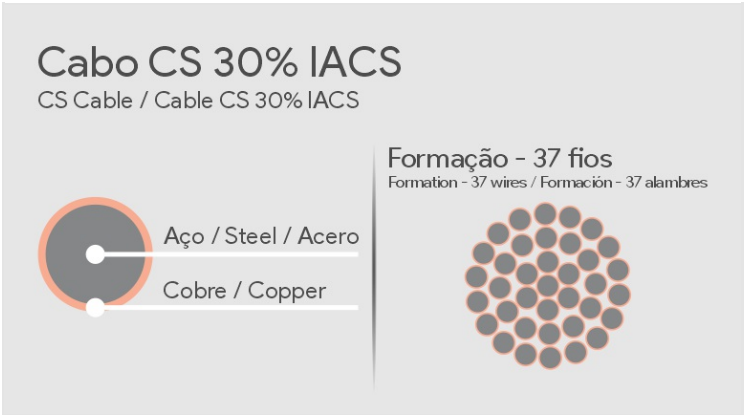 Cabo CS 30% IACS
CS Cable / Cable CS 30% IACS
Formação - 37 fios
Formation - 37 wires / Formación - 37 alambres
Aço / Steel / Acero
Cobre / Copper